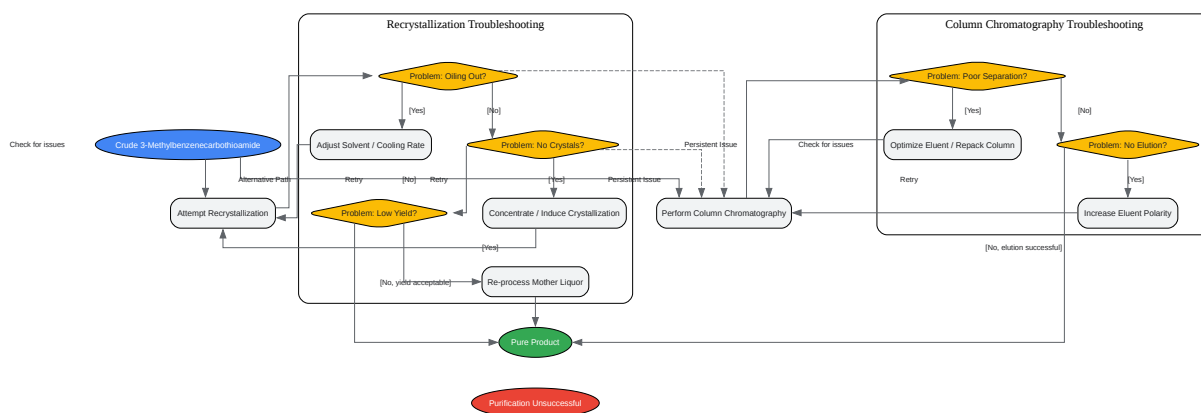 Recrystallization Troubleshooting
Column Chromatography Troubleshooting
Problem: Oiling Out?
Problem: Poor Separation?
[Yes]
[No]
[Yes]
[No]
Check for issues
Crude 3-Methylbenzenecarbothioamide
Adjust Solvent / Cooling Rate
Problem: No Crystals?
Persistent Issue
Check for issues
Optimize Eluent / Repack Column
Problem: No Elution?
Alternative Path
Retry
[No]
Retry
[Yes]
Persistent Issue
Retry
[Yes]
Attempt Recrystallization
Problem: Low Yield?
Concentrate / Induce Crystallization
Perform Column Chromatography
Increase Eluent Polarity
[Yes]
[No, elution successful]
[No, yield acceptable]
Re-process Mother Liquor
Pure Product
Purification Unsuccessful